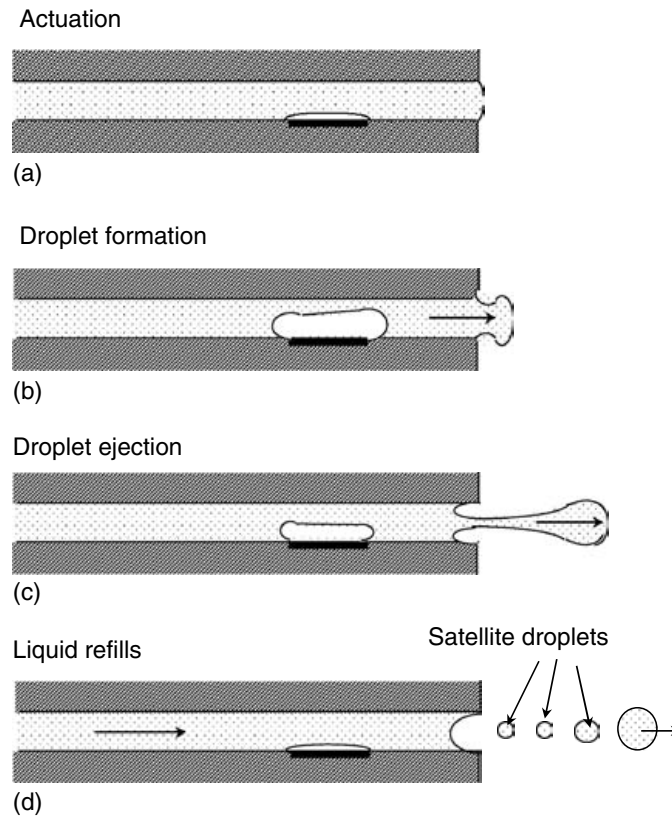 Actuation
(a)
Droplet formation
(b)
Droplet ejection
(c)
Liquid refills
Satellite droplets
(d)